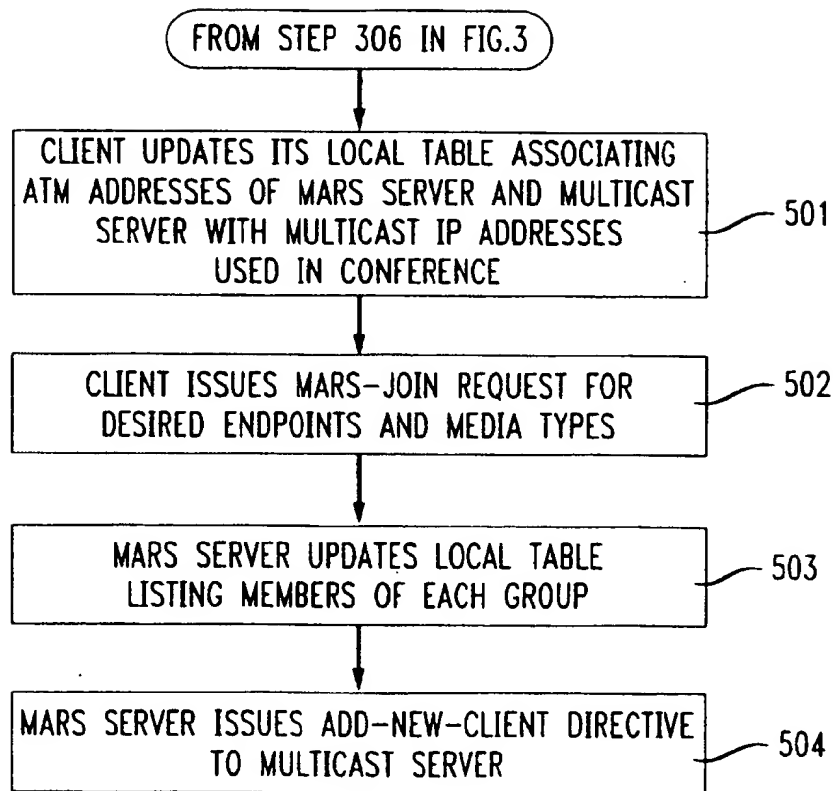 FROM STEP 306 IN FIG.3
CLIENT UPDATES ITS LOCAL TABLE ASSOCIATING
ATM ADDRESSES OF MARS SERVER AND MULTICAST
SERVER WITH MULTICAST IP ADDRESSES
USED IN CONFERENCE
501
CLIENT ISSUES MARS-JOIN REQUEST FOR
DESIRED ENDPOINTS AND MEDIA TYPES
502
MARS SERVER UPDATES LOCAL TABLE
LISTING MEMBERS OF EACH GROUP
503
MARS SERVER ISSUES ADD-NEW-CLIENT DIRECTIVE
TO MULTICAST SERVER
504